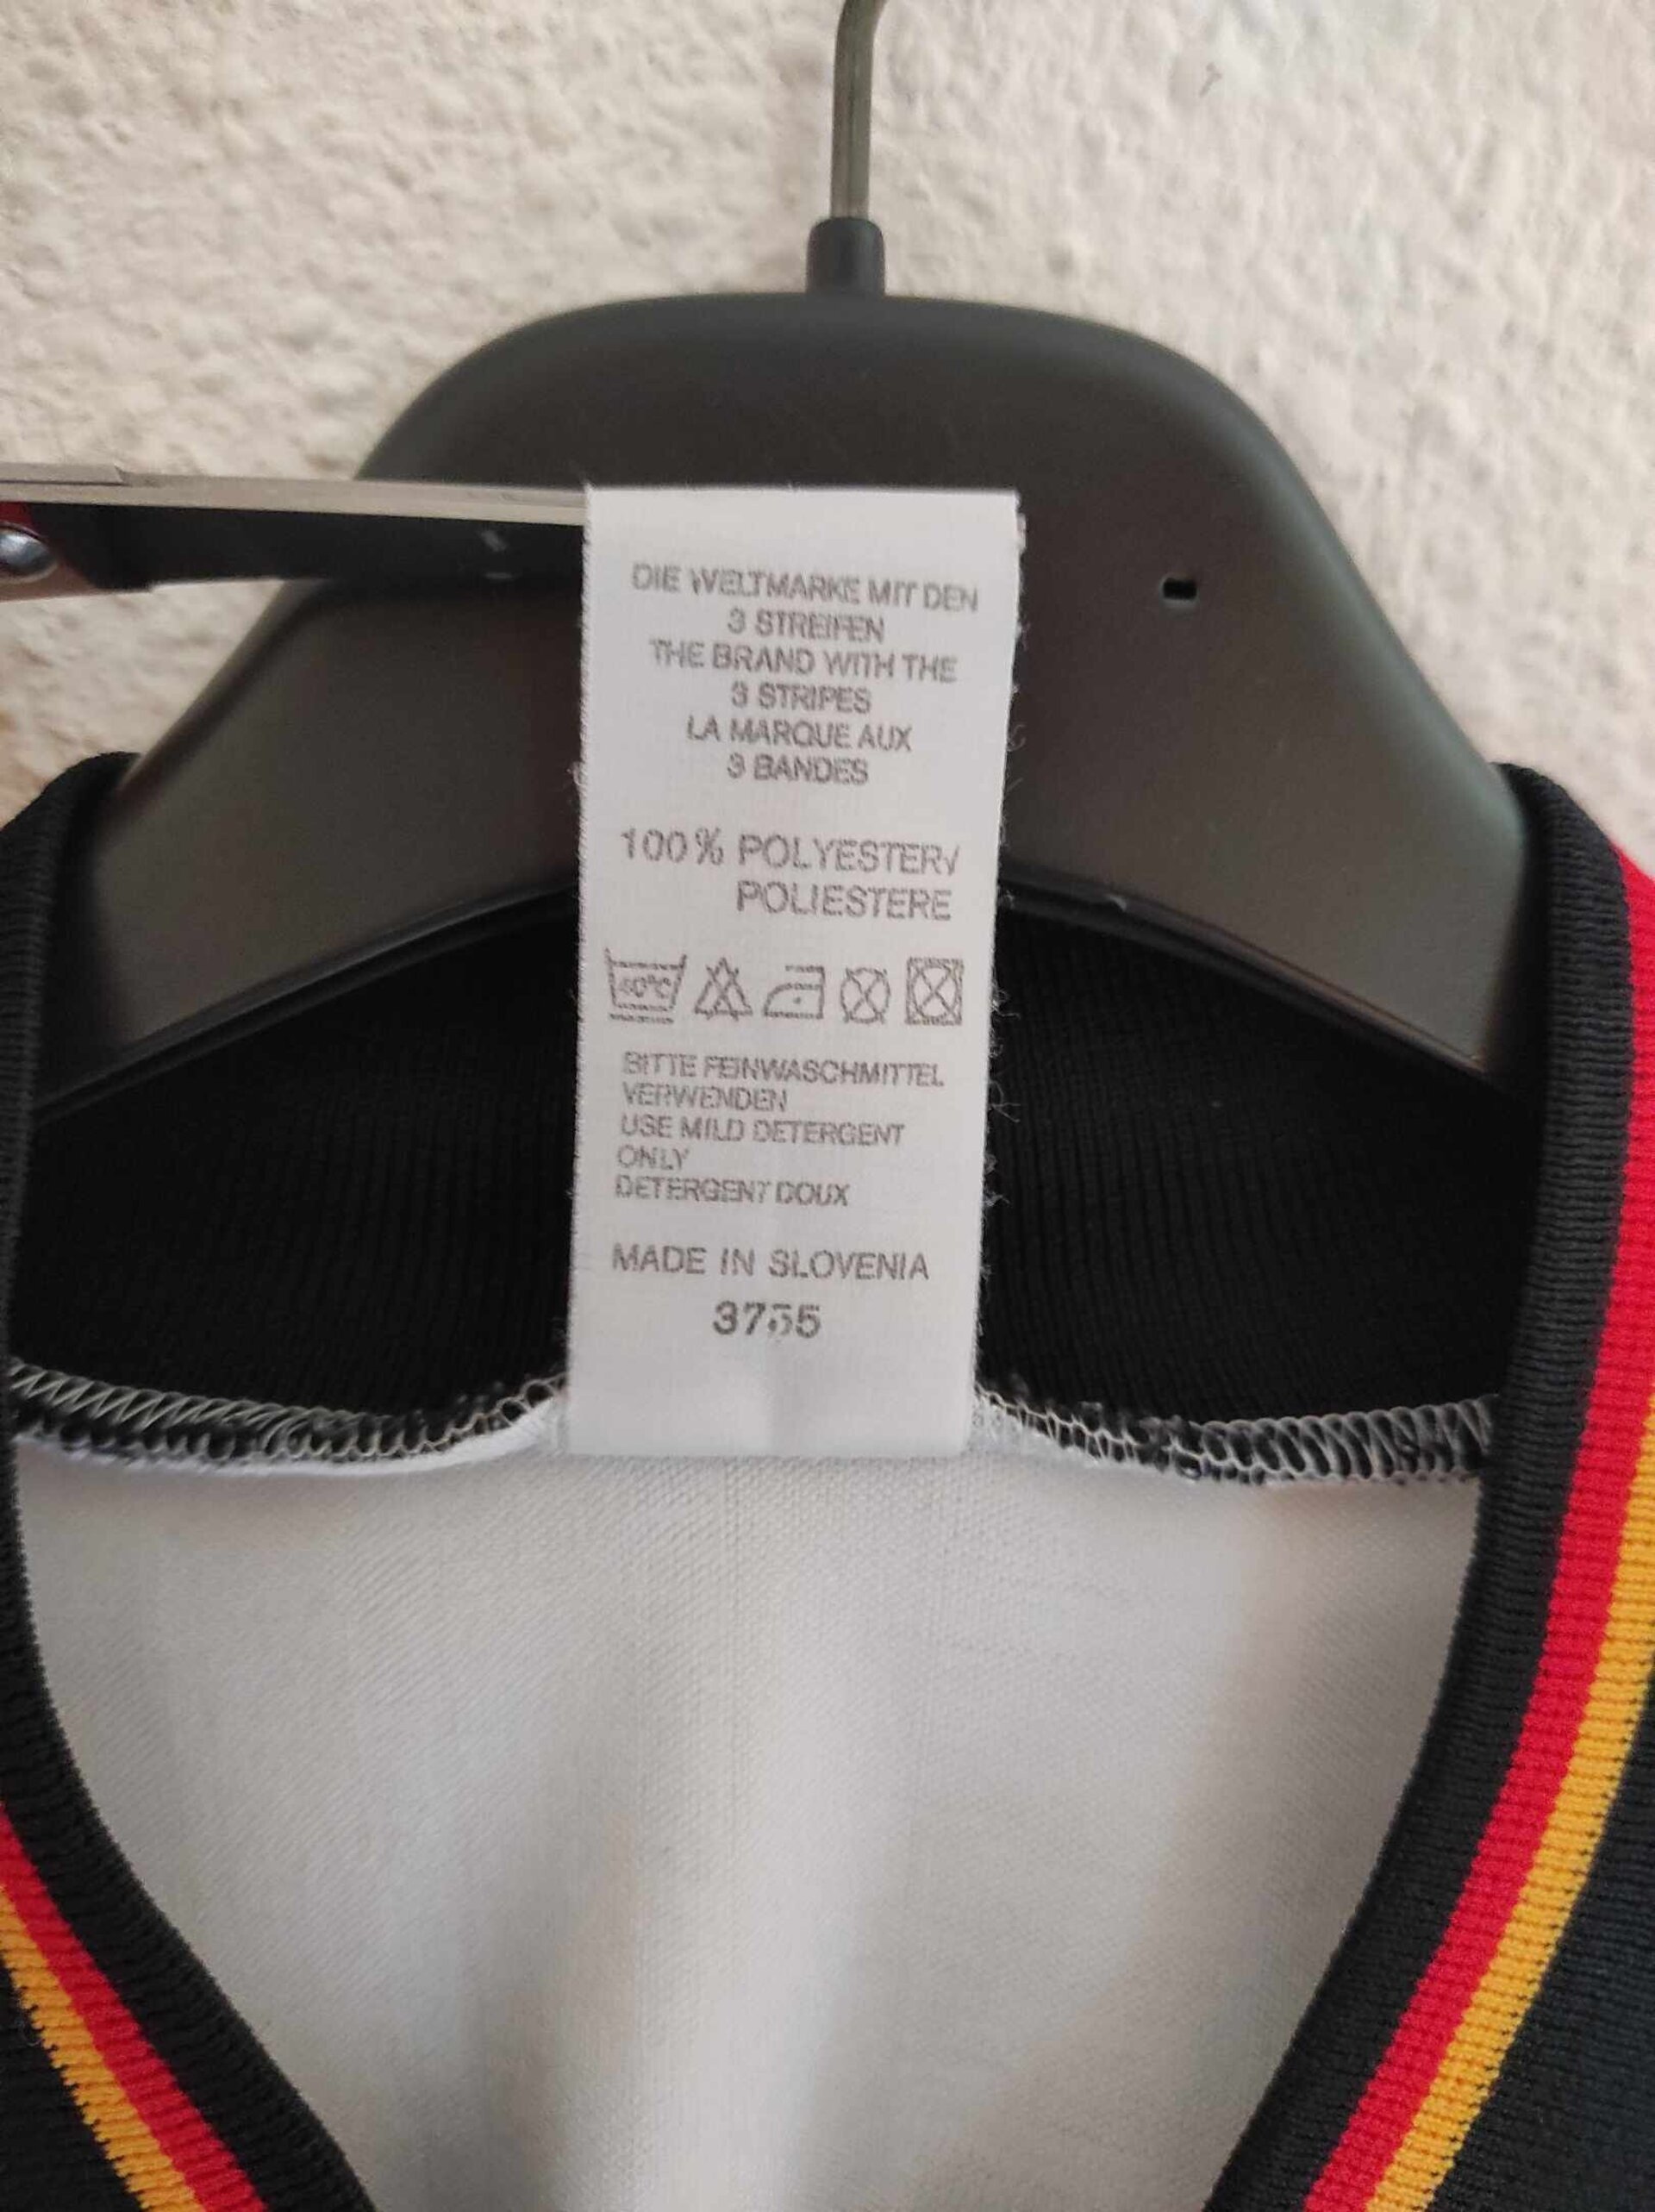 DIE WELTMARKE MIT DEN
3 STREIFEN
THE BRAND WITH THE
3 STRIPES
LA MARQUE AUX
3 BANDES
100% POLYESTER/
POLIESTERE
40°C
BITTE FEINWASCHMITTEL
VERWENDEN
USE MILD DETERGENT
ONLY
DETERGENT DOUX
MADE IN SLOVENIA